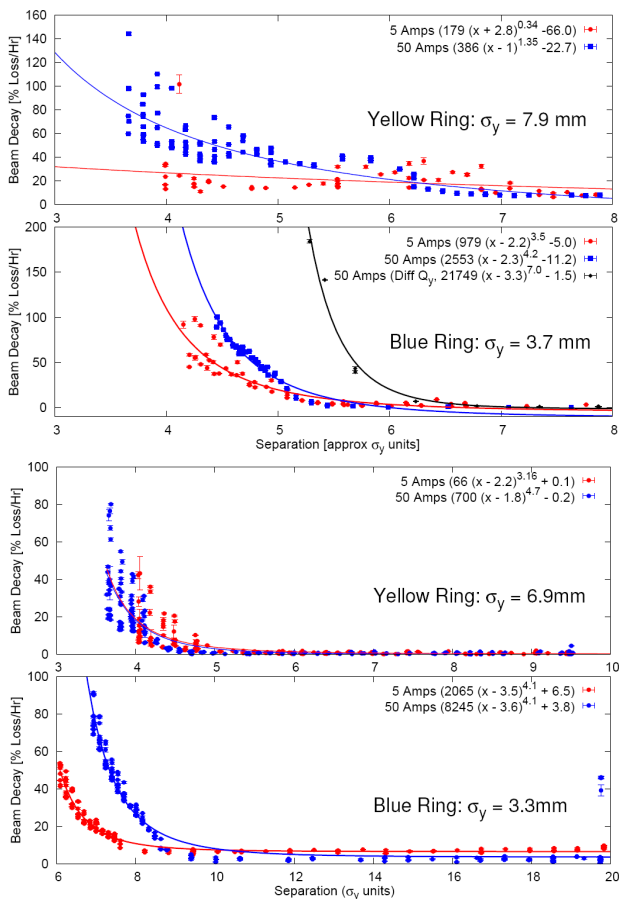 5 Amps (179 (x + 2.8)^0.34 -66.0)
50 Amps (386 (x - 1)^1.35 -22.7)
Beam Decay [% Loss/Hr]
160
140
120
100
80
60
40
20
0
Yellow Ring: σy = 7.9 mm
3 4 5 6 7 8
5 Amps (979 (x - 2.2)^3.5 -5.0)
50 Amps (2553 (x - 2.3)^4.2 -11.2)
50 Amps (Diff Qy, 21749 (x - 3.3)^7.0 - 1.5)
Beam Decay [% Loss/Hr]
200
150
100
50
0
Blue Ring: σy = 3.7 mm
3 4 5 6 7 8
Separation [approx σy units]
5 Amps (66 (x - 2.2)^3.16 + 0.1)
50 Amps (700 (x - 1.8)^4.7 - 0.2)
Beam Decay [% Loss/Hr]
100
80
60
40
20
0
Yellow Ring: σy = 6.9mm
3 4 5 6 7 8 9 10
5 Amps (2065 (x - 3.5)^4.1 + 6.5)
50 Amps (8245 (x - 3.6)^4.1 + 3.8)
Beam Decay [% Loss/Hr]
100
80
60
40
20
0
Blue Ring: σy = 3.3mm
6 8 10 12 14 16 18 20
Separation (σy units)